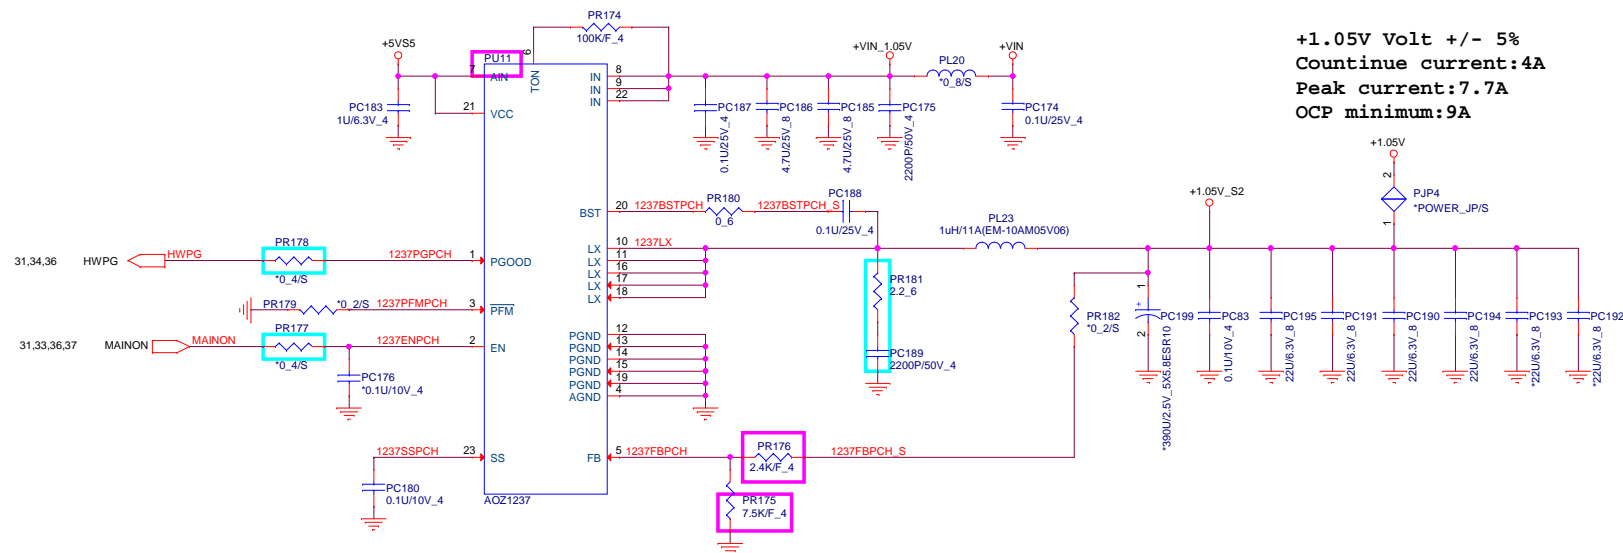 +1.05V Volt +/- 5%
Countinue current:4A
Peak current:7.7A
OCP minimum:9A
PR174
100K/F_4
+5VS5
PU11
7
AIN
6
TON
21
VCC
PC183
1U/6.3V_4
IN
8
IN
9
IN
22
+VIN_1.05V
PL20
*0_8/S
+VIN
PC187
0.1U/25V_4
PC186
4.7U/25V_8
PC185
4.7U/25V_8
PC175
2200P/50V_4
PC174
0.1U/25V_4
BST
20
1237BSTPCH
PR180
0_6
1237BSTPCH_S
PC188
0.1U/25V_4
+1.05V
2
PJP4
*POWER_JP/S
1
+1.05V_S2
PL23
1uH/11A(EM-10AM05V06)
LX
10
1237LX
LX
11
LX
16
LX
17
LX
18
31,34,36
HWPG
HWPG
PR178
*0_4/S
1237PGPCH
1
PGOOD
PR179
*0_2/S
1237PFMPCH
3
PFM
31,33,36,37
MAINON
MAINON
PR177
*0_4/S
1237ENPCH
2
EN
PC176
*0.1U/10V_4
PR181
2.2_6
PC189
2200P/50V_4
PGND
12
PGND
13
PGND
14
PGND
15
PGND
19
AGND
4
PR182
*0_2/S
1
+
2
PC199
*390U/2.5V_5X5.8ESR10
PC83
0.1U/10V_4
PC195
22U/6.3V_8
PC191
22U/6.3V_8
PC190
22U/6.3V_8
PC194
22U/6.3V_8
PC193
*22U/6.3V_8
PC192
*22U/6.3V_8
1237SSPCH
23
SS
PC180
0.1U/10V_4
FB
5
1237FBPCH
PR176
2.4K/F_4
1237FBPCH_S
PR175
7.5K/F_4
AOZ1237